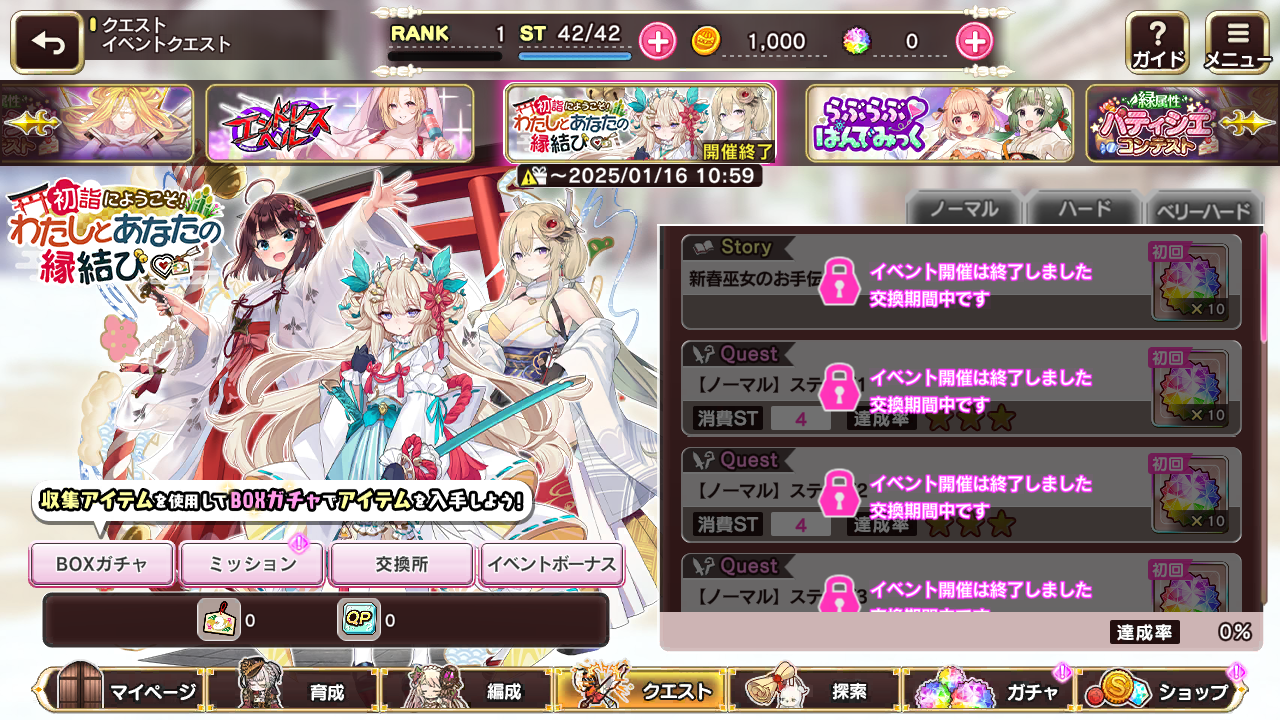 クエスト
イベントクエスト
RANK 1
ST 42/42
1,000
0
?
ガイド
メニュー
エンドレス
ベル
初詣にようこそ!
わたしとあなたの
縁結び
開催終了
らぶらぶ
はんてみっく
緑属性
パティシエ
コンテスト
~2025/01/16 10:59
初詣にようこそ!
わたしとあなたの
縁結び
ノーマル
ハード
ベリーハード
Story
新春巫女のお手伝
イベント開催は終了しました
交換期間中です
初回
×10
Quest
【ノーマル】ステ
1
イベント開催は終了しました
交換期間中です
消費ST 4 達成率
初回
×10
Quest
【ノーマル】ステ
2
イベント開催は終了しました
交換期間中です
消費ST 4 達成率
初回
×10
Quest
【ノーマル】ステ
3
イベント開催は終了しました
初回
達成率 0%
収集アイテムを使用してBOXガチャでアイテムを入手しよう!
BOXガチャ
ミッション
交換所
イベントボーナス
0
QP
0
マイページ
育成
編成
クエスト
探索
ガチャ
ショップ